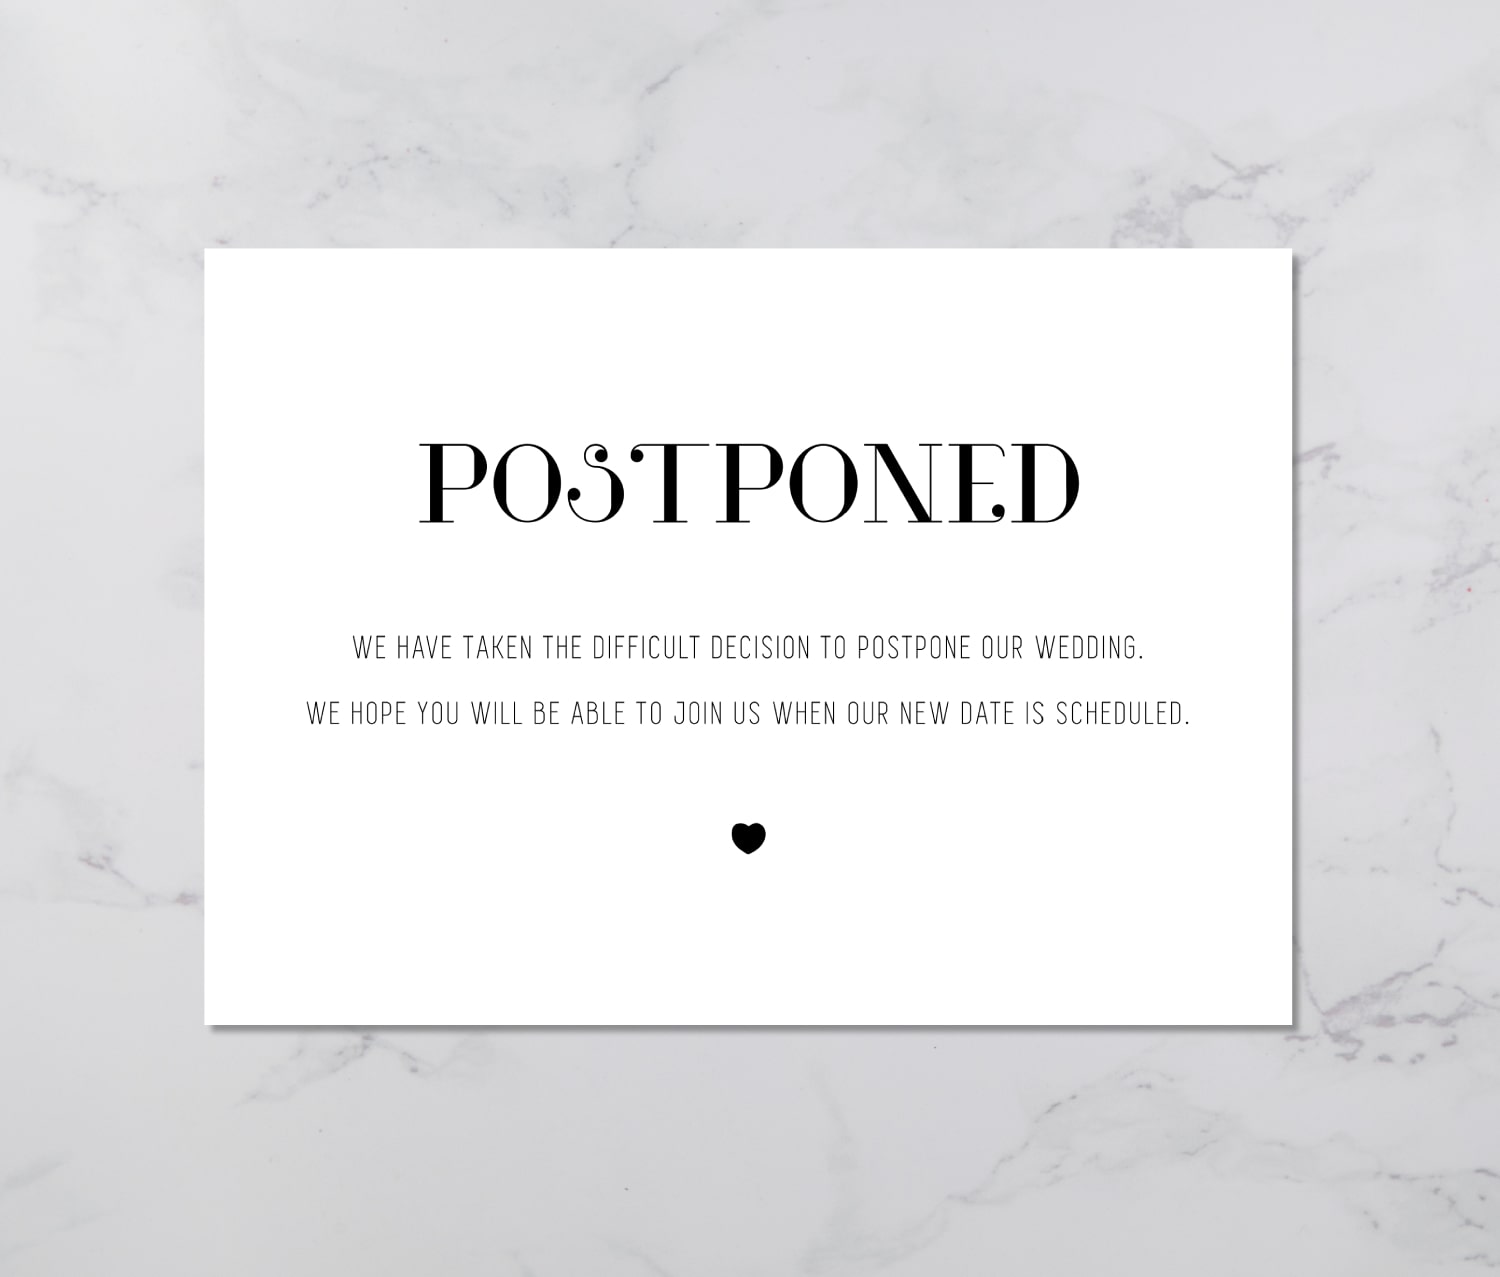 POSTPONED
WE HAVE TAKEN THE DIFFICULT DECISION TO POSTPONE OUR WEDDING.
WE HOPE YOU WILL BE ABLE TO JOIN US WHEN OUR NEW DATE IS SCHEDULED.